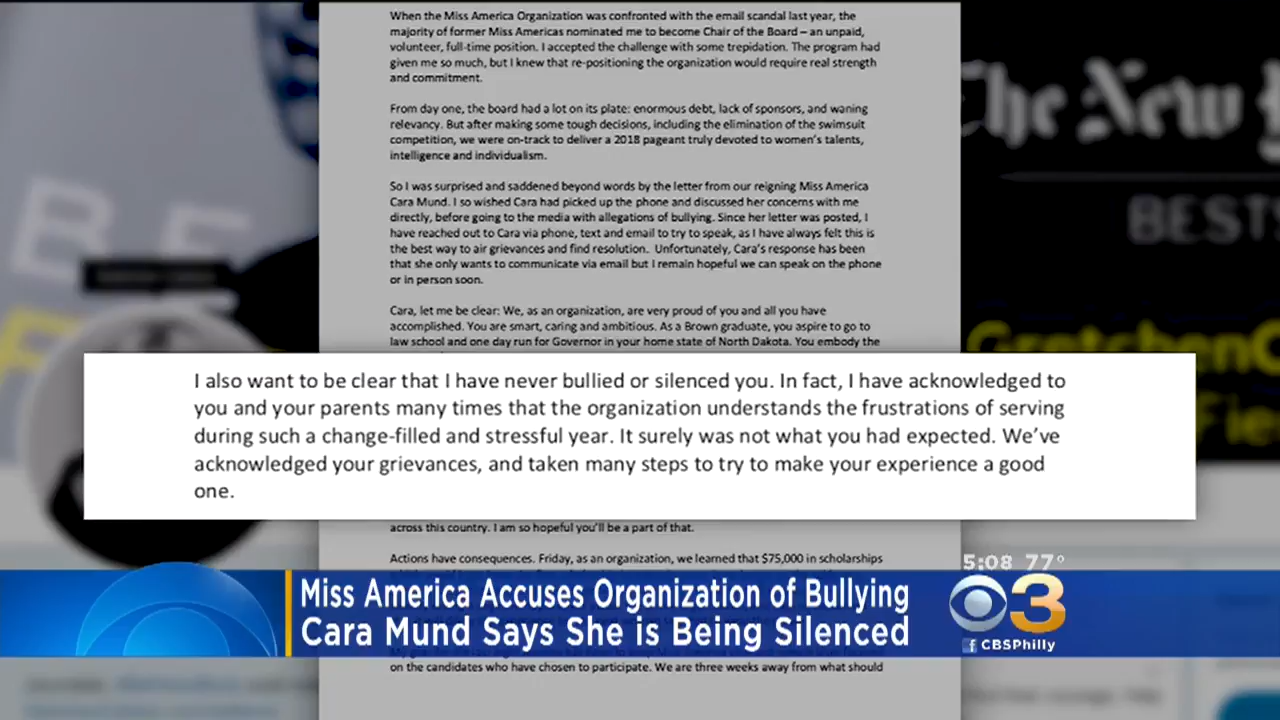 When the Miss America Organization was confronted with the email scandal last year, the
majority of former Miss Americas nominated me to become Chair of the Board – an unpaid,
volunteer, full-time position. I accepted the challenge with some trepidation. The program had
given me so much, but I knew that re-positioning the organization would require real strength
and commitment.
From day one, the board had a lot on its plate: enormous debt, lack of sponsors, and waning
relevancy. But after making some tough decisions, including the elimination of the swimsuit
competition, we were on-track to deliver a 2018 pageant truly devoted to women's talents,
intelligence and individualism.
So I was surprised and saddened beyond words by the letter from our reigning Miss America
Cara Mund. I so wished Cara had picked up the phone and discussed her concerns with me
directly, before going to the media with allegations of bullying. Since her letter was posted, I
have reached out to Cara via phone, text and email to try to speak, as I have always felt this is
the best way to air grievances and find resolution. Unfortunately, Cara's response has been
that she only wants to communicate via email but I remain hopeful we can speak on the phone
or in person soon.
Cara, let me be clear: We, as an organization, are very proud of you and all you have
accomplished. You are smart, caring and ambitious. As a Brown graduate, you aspire to go to
law school and one day run for Governor in your home state of North Dakota. You embody the
I also want to be clear that I have never bullied or silenced you. In fact, I have acknowledged to
you and your parents many times that the organization understands the frustrations of serving
during such a change-filled and stressful year. It surely was not what you had expected. We've
acknowledged your grievances, and taken many steps to try to make your experience a good
one.
across this country. I am so hopeful you'll be a part of that.
Actions have consequences. Friday, as an organization, we learned that $75,000 in scholarships
on the candidates who have chosen to participate. We are three weeks away from what should
The New
BESTS
GretchenC
Fie
BE
F
5:08 77°
Miss America Accuses Organization of Bullying
Cara Mund Says She is Being Silenced
3
f CBSPhilly